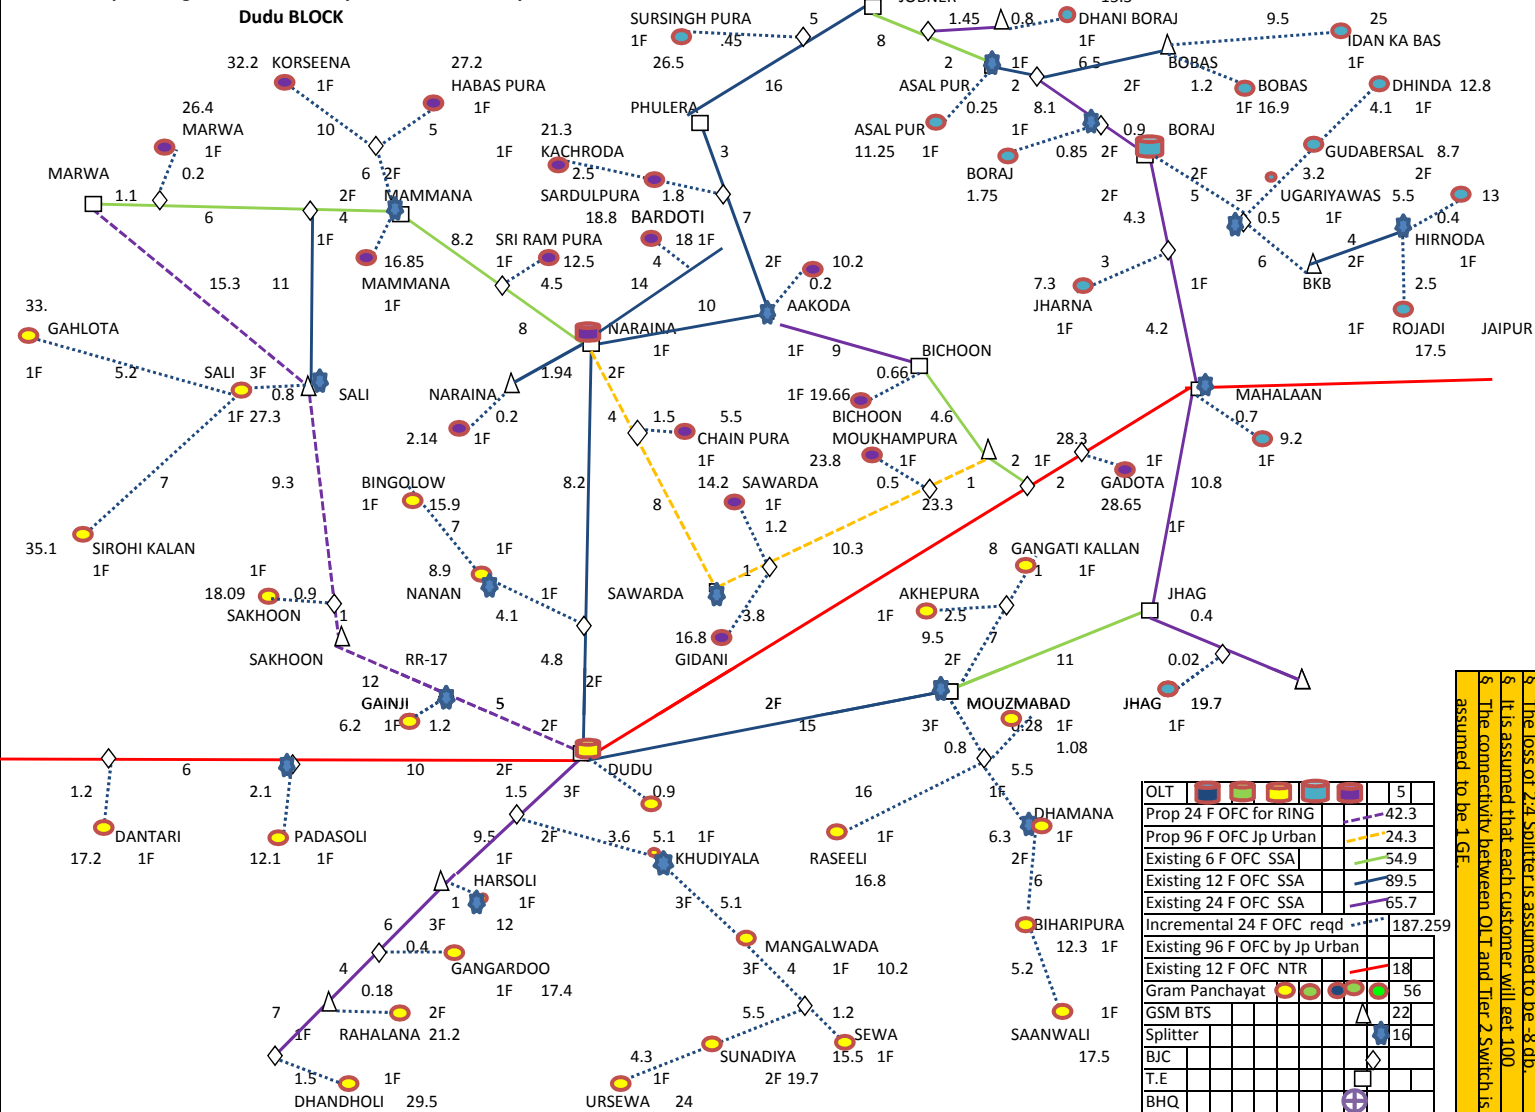 Dudu BLOCK
SURSINGH PURA
5
1F
.45
26.5
8
1.45
0.8
DHANI BORAJ
1F
9.5
25
IDAN KA BAS
1F
32.2
KORSEENA
1F
27.2
HABAS PURA
1F
16
2
1F
6.5
BOBAS
ASAL PUR
2
2F
1.2
BOBAS
1F 16.9
DHINDA 12.8
4.1
1F
26.4
MARWA
1F
0.2
10
5
PHULERA
0.25
8.1
ASAL PUR
11.25
1F
1F
0.9
BORAJ
0.85
2F
BORAJ
1.75
GUDABERSAL 8.7
2F
21.3
1F
KACHRODA
2.5
3
MARWA
1.1
6
2F
2F
MAMMANA
4
6
1F
SARDULPURA
1.8
18.8
BARDOTI
18 1F
4
7
2F
2F
5
3.2
3F
UGARIYAWAS 5.5
0.5
1F
0.4
13
HIRNODA
1F
4
2F
4.3
6
BKB
2.5
8.2
SRI RAM PURA
1F
12.5
4.5
16.85
MAMMANA
1F
14
2F
10.2
0.2
AAKODA
10
3
7.3
JHARNA
1F
1F
4.2
1F
ROJADI
17.5
JAIPUR
15.3
11
33.
GAHLOTA
1F
5.2
8
NARAINA
1F
1F
9
BICHOON
0.66
SALI
3F
0.8
SALI
1F 27.3
NARAINA
1.94
2F
0.2
2.14
1F
1F 19.66
BICHOON
4.6
MAHALAAN
0.7
9.2
1F
4
1.5
5.5
CHAIN PURA
1F
MOUKHAMPURA
23.8
1F
0.5
23.3
28.3
2
1F
1
2
1F
GADOTA
28.65
10.8
1F
7
9.3
BINGOLOW
1F
15.9
7
8.2
8
14.2
SAWARDA
1F
1.2
10.3
35.1
SIROHI KALAN
1F
1F
8.9
NANAN
1F
4.1
1F
SAWARDA
1
3.8
16.8
GIDANI
8
GANGATI KALLAN
1
1F
AKHEPURA
1F
2.5
9.5
7
2F
JHAG
0.4
11
0.02
JHAG
19.7
1F
18.09
0.9
SAKHOON
1
SAKHOON
RR-17
12
4.8
2F
GAINJI
6.2
1F
1.2
5
2F
2F
15
MOUZMABAD
3F
0.28
1F
1.08
0.8
5.5
6
10
2F
DUDU
1.5
3F
0.9
1.2
DANTARI
17.2
1F
2.1
PADASOLI
12.1
1F
9.5
2F
3.6
5.1
1F
KHUDIYALA
1F
16
1F
RASEELI
16.8
1F
DHAMANA
6.3
1F
2F
6
HARSOLI
1
1F
12
3F
5.1
6
3F
0.4
GANGARDOO
1F
17.4
MANGALWADA
3F
4
1F
10.2
BIHARIPURA
12.3
1F
5.2
4
0.18
7
1F
RAHALANA
2F
21.2
5.5
1.2
SEWA
15.5
1F
SUNADIYA
2F 19.7
SAANWALI
1F
17.5
1.5
1F
DHANDHOLI
29.5
4.3
1F
URSEWA
24
OLT 5
Prop 24 F OFC for RING 42.3
Prop 96 F OFC Jp Urban 24.3
Existing 6 F OFC SSA 54.9
Existing 12 F OFC SSA 89.5
Existing 24 F OFC SSA 65.7
Incremental 24 F OFC reqd 187.259
Existing 96 F OFC by Jp Urban
Existing 12 F OFC NTR 18
Gram Panchayat 56
GSM BTS 22
Splitter 16
BJC
T.E
BHQ
§ The loss of 2:4 splitter is assumed to be -8 db.
§ It is assumed that each customer will get 100
§ The connectivity between OLT and Tier 2 Switch is
assumed to be 1 GE.